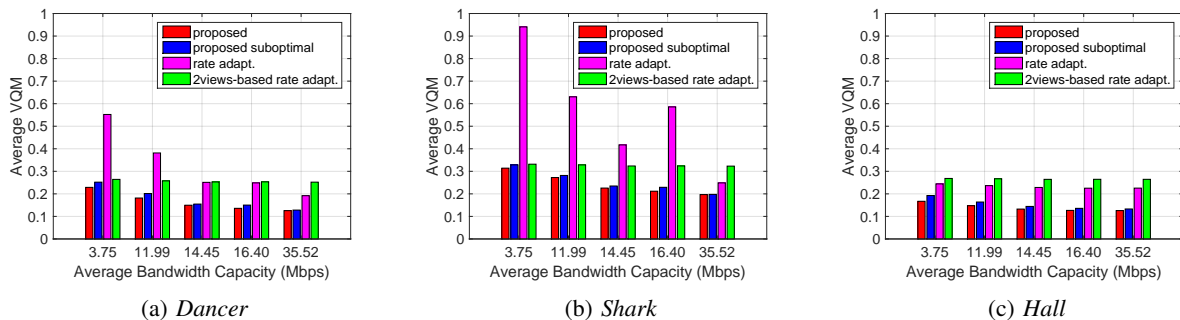 1
0.9
0.8
0.7
0.6
0.5
0.4
0.3
0.2
0.1
0
Average VQM
proposed
proposed suboptimal
rate adapt.
2views-based rate adapt.
3.75 11.99 14.45 16.40 35.52
Average Bandwidth Capacity (Mbps)
(a) Dancer
1
0.9
0.8
0.7
0.6
0.5
0.4
0.3
0.2
0.1
0
Average VQM
proposed
proposed suboptimal
rate adapt.
2views-based rate adapt.
3.75 11.99 14.45 16.40 35.52
Average Bandwidth Capacity (Mbps)
(b) Shark
1
0.9
0.8
0.7
0.6
0.5
0.4
0.3
0.2
0.1
0
Average VQM
proposed
proposed suboptimal
rate adapt.
2views-based rate adapt.
3.75 11.99 14.45 16.40 35.52
Average Bandwidth Capacity (Mbps)
(c) Hall